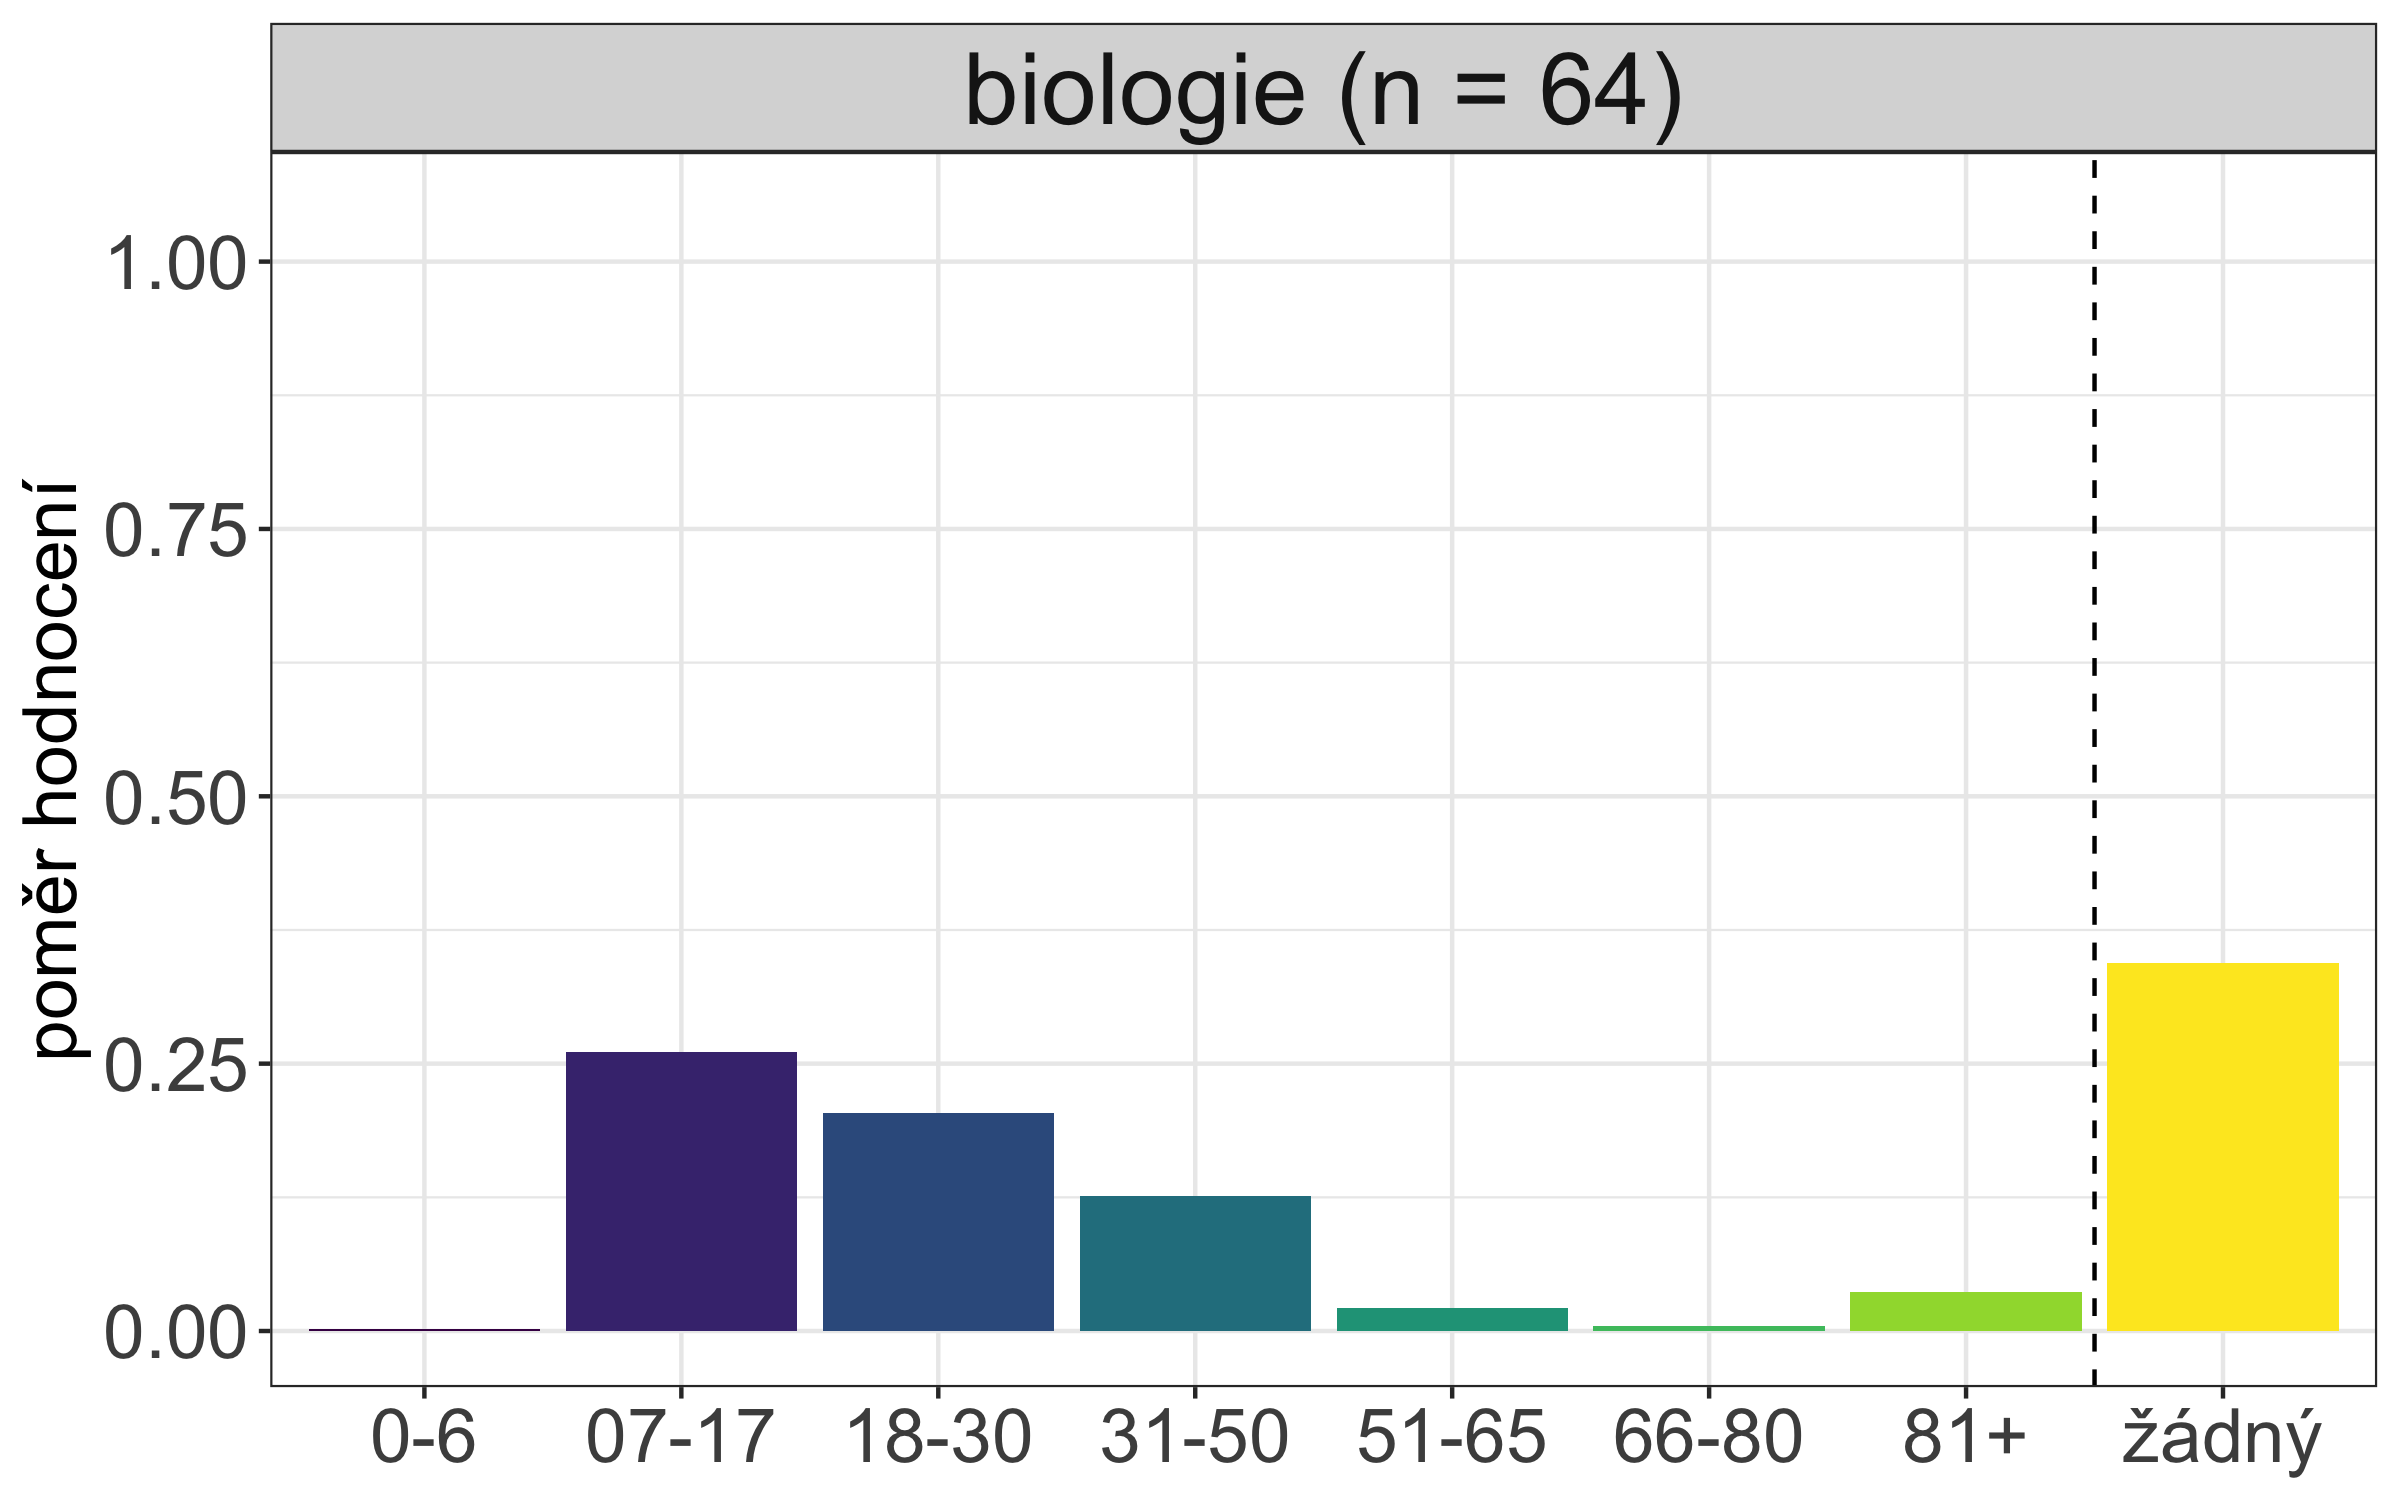 biologie (n = 64)
poměr hodnocení
1.00
0.75
0.50
0.25
0.00
0-6 07-17 18-30 31-50 51-65 66-80 81+ žádný